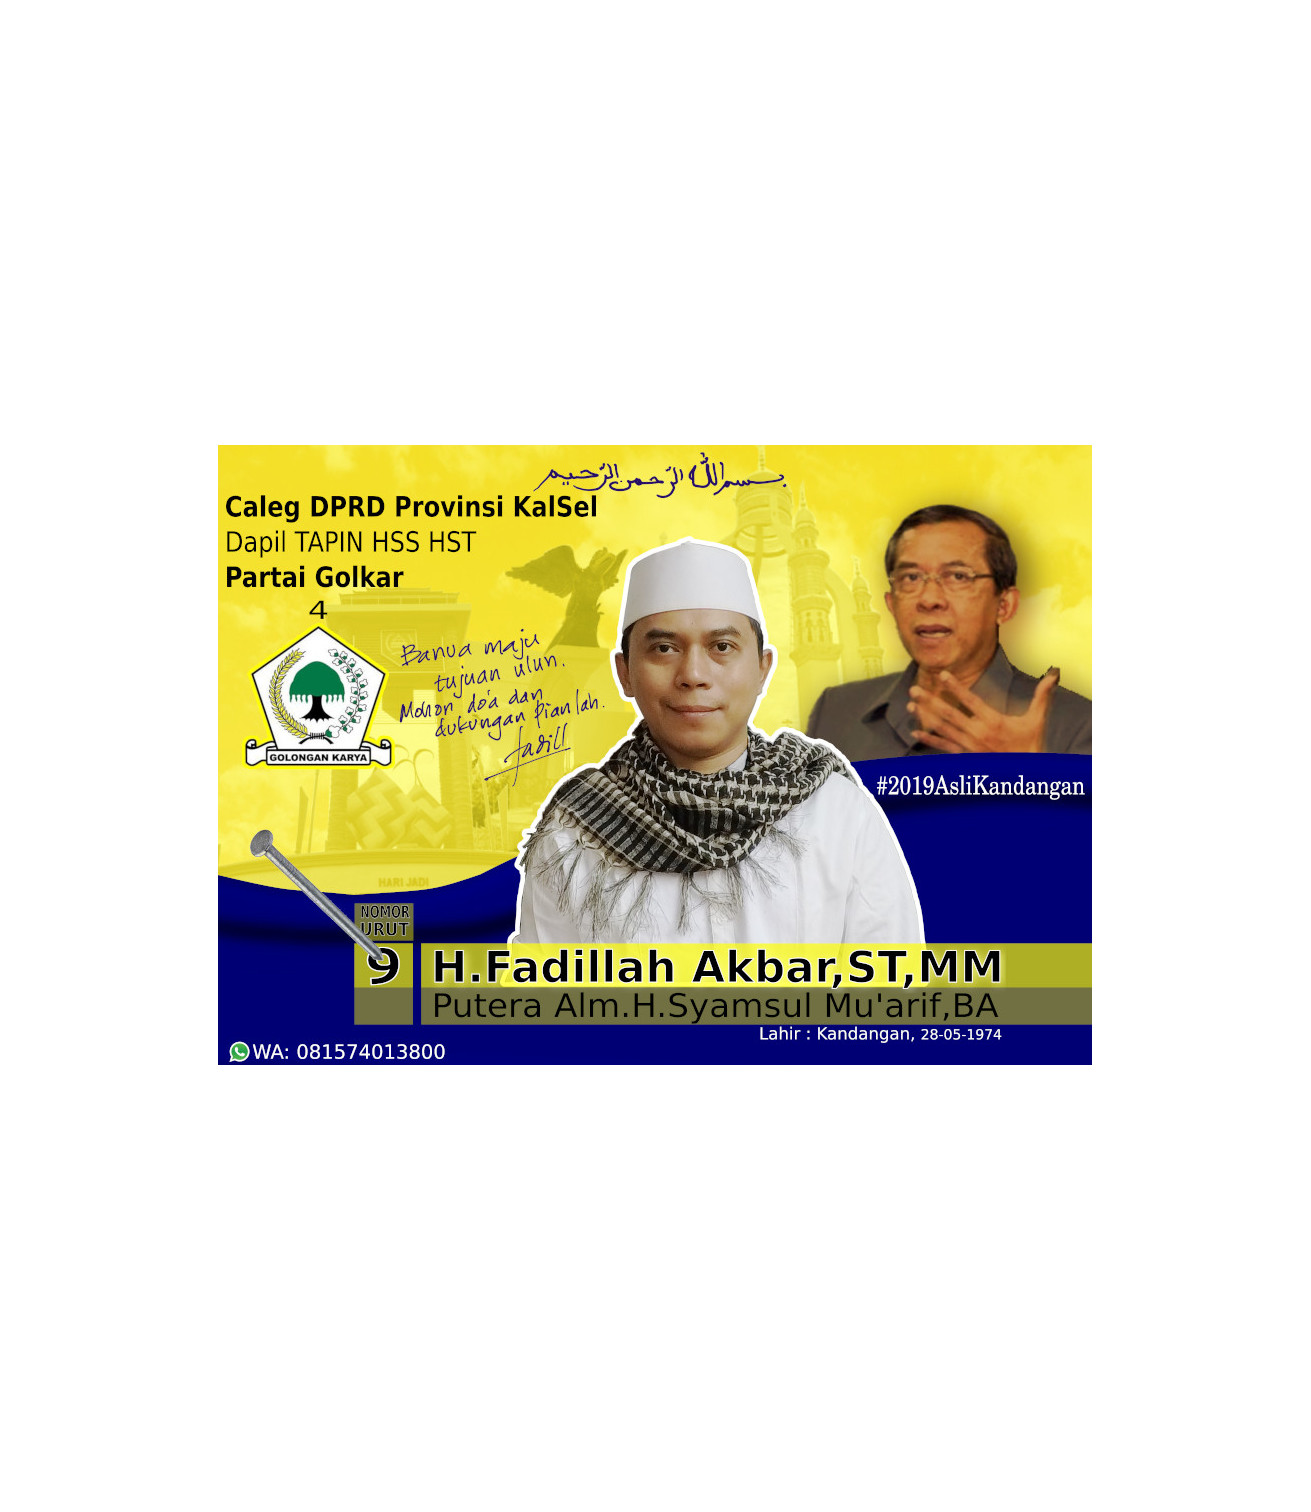 بسم الله الرحمن الرحيم
Caleg DPRD Provinsi KalSel
Dapil TAPIN HSS HST
Partai Golkar
4
GOLONGAN KARYA
Banua maju
tujuan ulun.
Mohon do'a dan
dukungan pian lah.
fadill
#2019AsliKandangan
HARI JADI
NOMOR
URUT
9
H.Fadillah Akbar,ST,MM
Putera Alm.H.Syamsul Mu'arif,BA
Lahir : Kandangan, 28-05-1974
WA: 081574013800